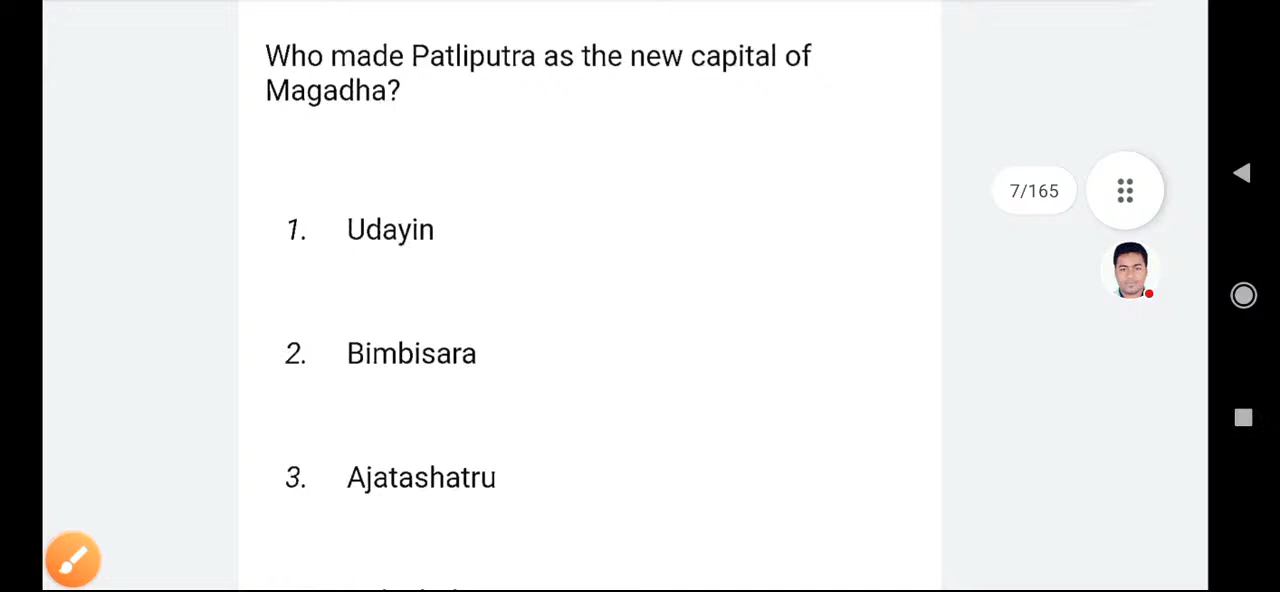 Who made Patliputra as the new capital of
Magadha?
7/165
1. Udayin
2. Bimbisara
3. Ajatashatru